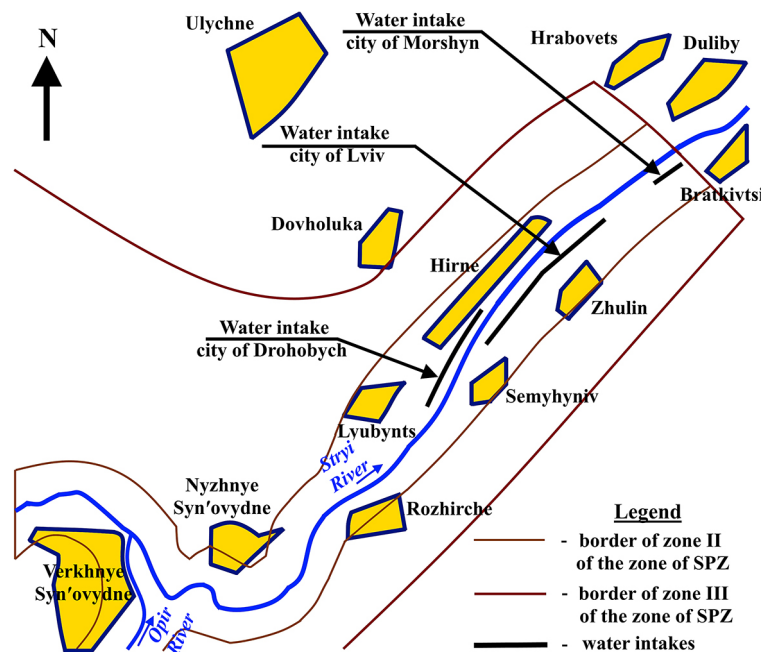 Ulychne
Water intake
city of Morshyn
Hrabovets
Duliby
N
Water intake
city of Lviv
Bratkivtsi
Dovholuka
Hirne
Zhulin
Water intake
city of Drohobych
Semyhyniv
Lyubynts
Stryi
River
Nyzhnye
Syn′ovydne
Rozhirche
Verkhnye
Syn′ovydne
Opir
River
Legend
- border of zone II
of the zone of SPZ
- border of zone III
of the zone of SPZ
- water intakes